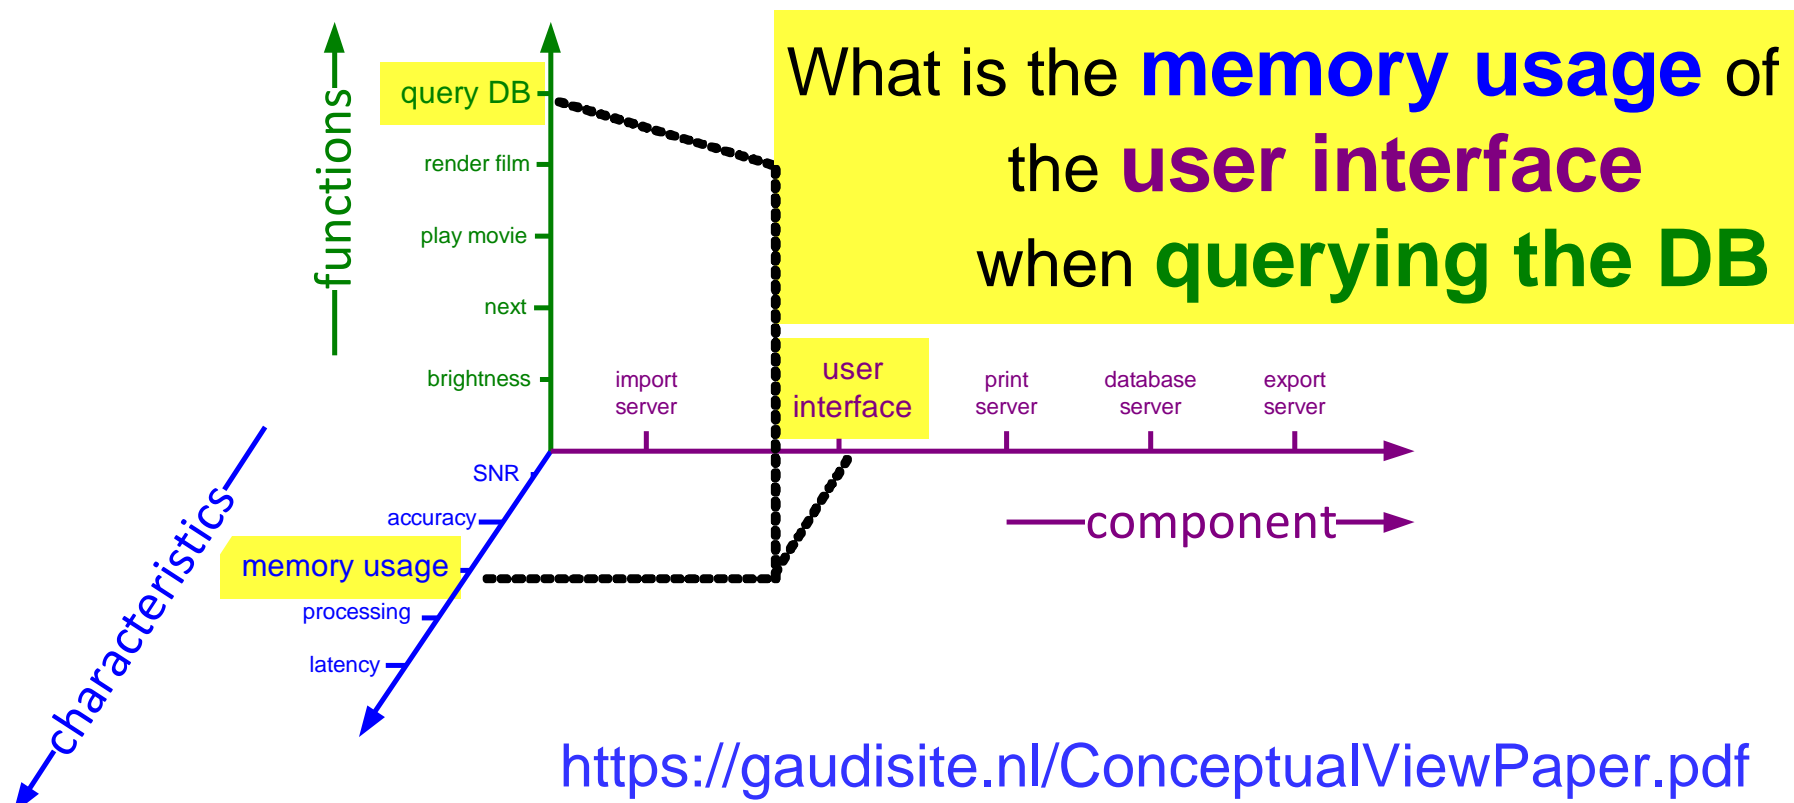 What is the memory usage of
the user interface
when querying the DB
functions
query DB
render film
play movie
next
brightness
import
server
user
interface
print
server
database
server
export
server
component
SNR
accuracy
memory usage
processing
latency
characteristics
https://gaudisite.nl/ConceptualViewPaper.pdf